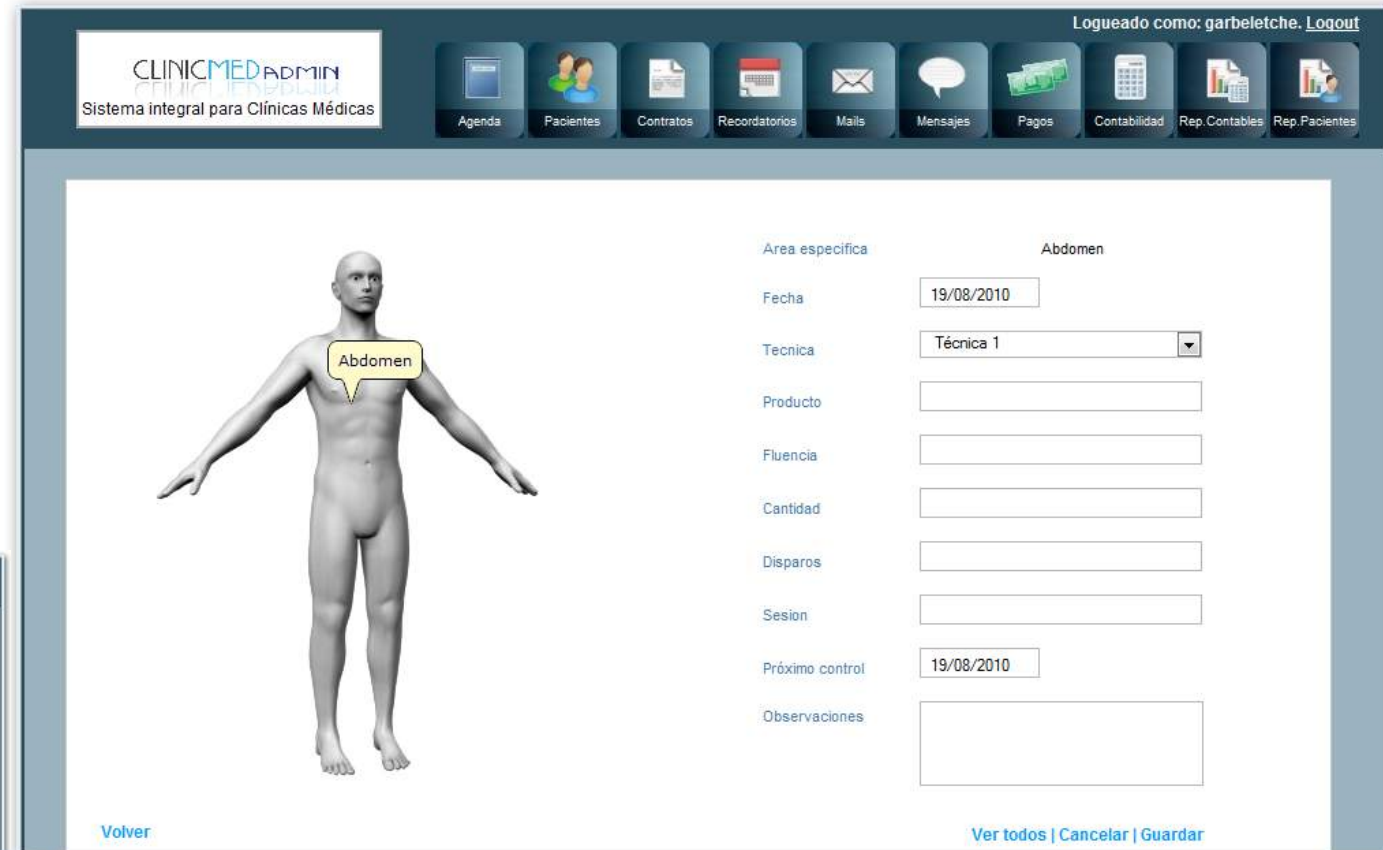 Logueado como: garbeletche. Logout
CLINICMEDADMIN
Sistema integral para Clínicas Médicas
Agenda
Pacientes
Contratos
Recordatorios
Mails
Mensajes
Pagos
Contabilidad
Rep.Contables
Rep.Pacientes
Abdomen
Area especifica Abdomen
Fecha 19/08/2010
Tecnica Técnica 1
Producto
Fluencia
Cantidad
Disparos
Sesion
Próximo control 19/08/2010
Observaciones
Volver
Ver todos | Cancelar | Guardar